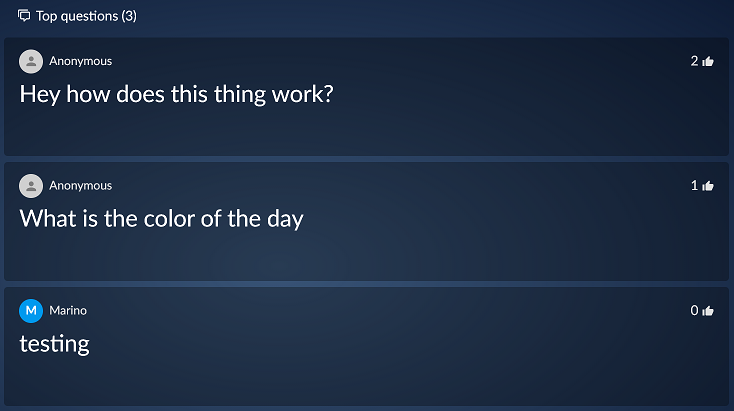 Top questions (3)
Anonymous
2
Hey how does this thing work?
Anonymous
1
What is the color of the day
M
Marino
0
testing